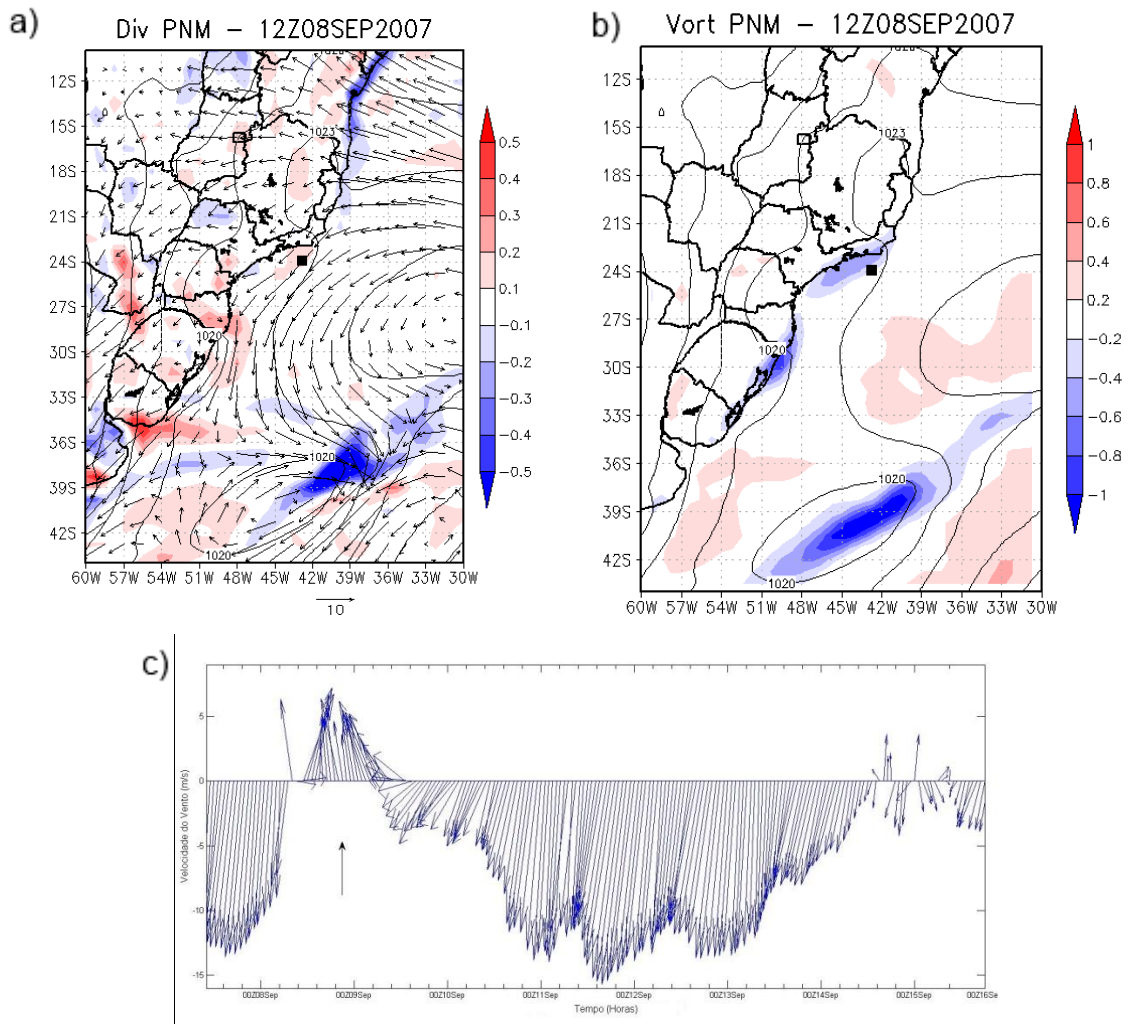 a)
Div PNM - 12Z08SEP2007
1020
12S
15S
18S
21S
24S
27S
30S
33S
36S
39S
42S
1023
1020
1020
1020
60W 57W 54W 51W 48W 45W 42W 39W 36W 33W 30W
10
0.5
0.4
0.3
0.2
0.1
-0.1
-0.2
-0.3
-0.4
-0.5
b)
Vort PNM - 12Z08SEP2007
1020
12S
15S
18S
21S
24S
27S
30S
33S
36S
39S
42S
1023
1020
1020
1020
60W 57W 54W 51W 48W 45W 42W 39W 36W 33W 30W
1
0.8
0.6
0.4
0.2
-0.2
-0.4
-0.6
-0.8
-1
c)
Velocidade do Vento (m/s)
5
0
-5
-10
-15
00Z08Sep 00Z09Sep 00Z10Sep 00Z11Sep 00Z12Sep 00Z13Sep 00Z14Sep 00Z15Sep 00Z16Se
Tempo (Horas)